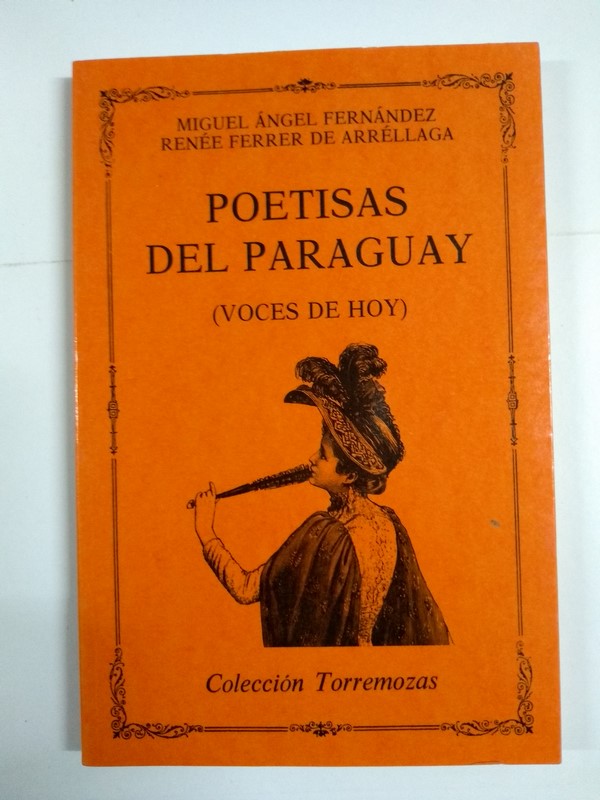 MIGUEL ÁNGEL FERNÁNDEZ
RENÉE FERRER DE ARRÉLLAGA
POETISAS
DEL PARAGUAY
(VOCES DE HOY)
Colección Torremozas